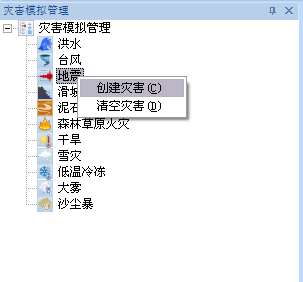 灾害模拟管理
灾害模拟管理
洪水
台风
地震
创建灾害(C)
滑坡
清空灾害(D)
泥石
森林草原火灾
干旱
雪灾
低温冷冻
大雾
沙尘暴